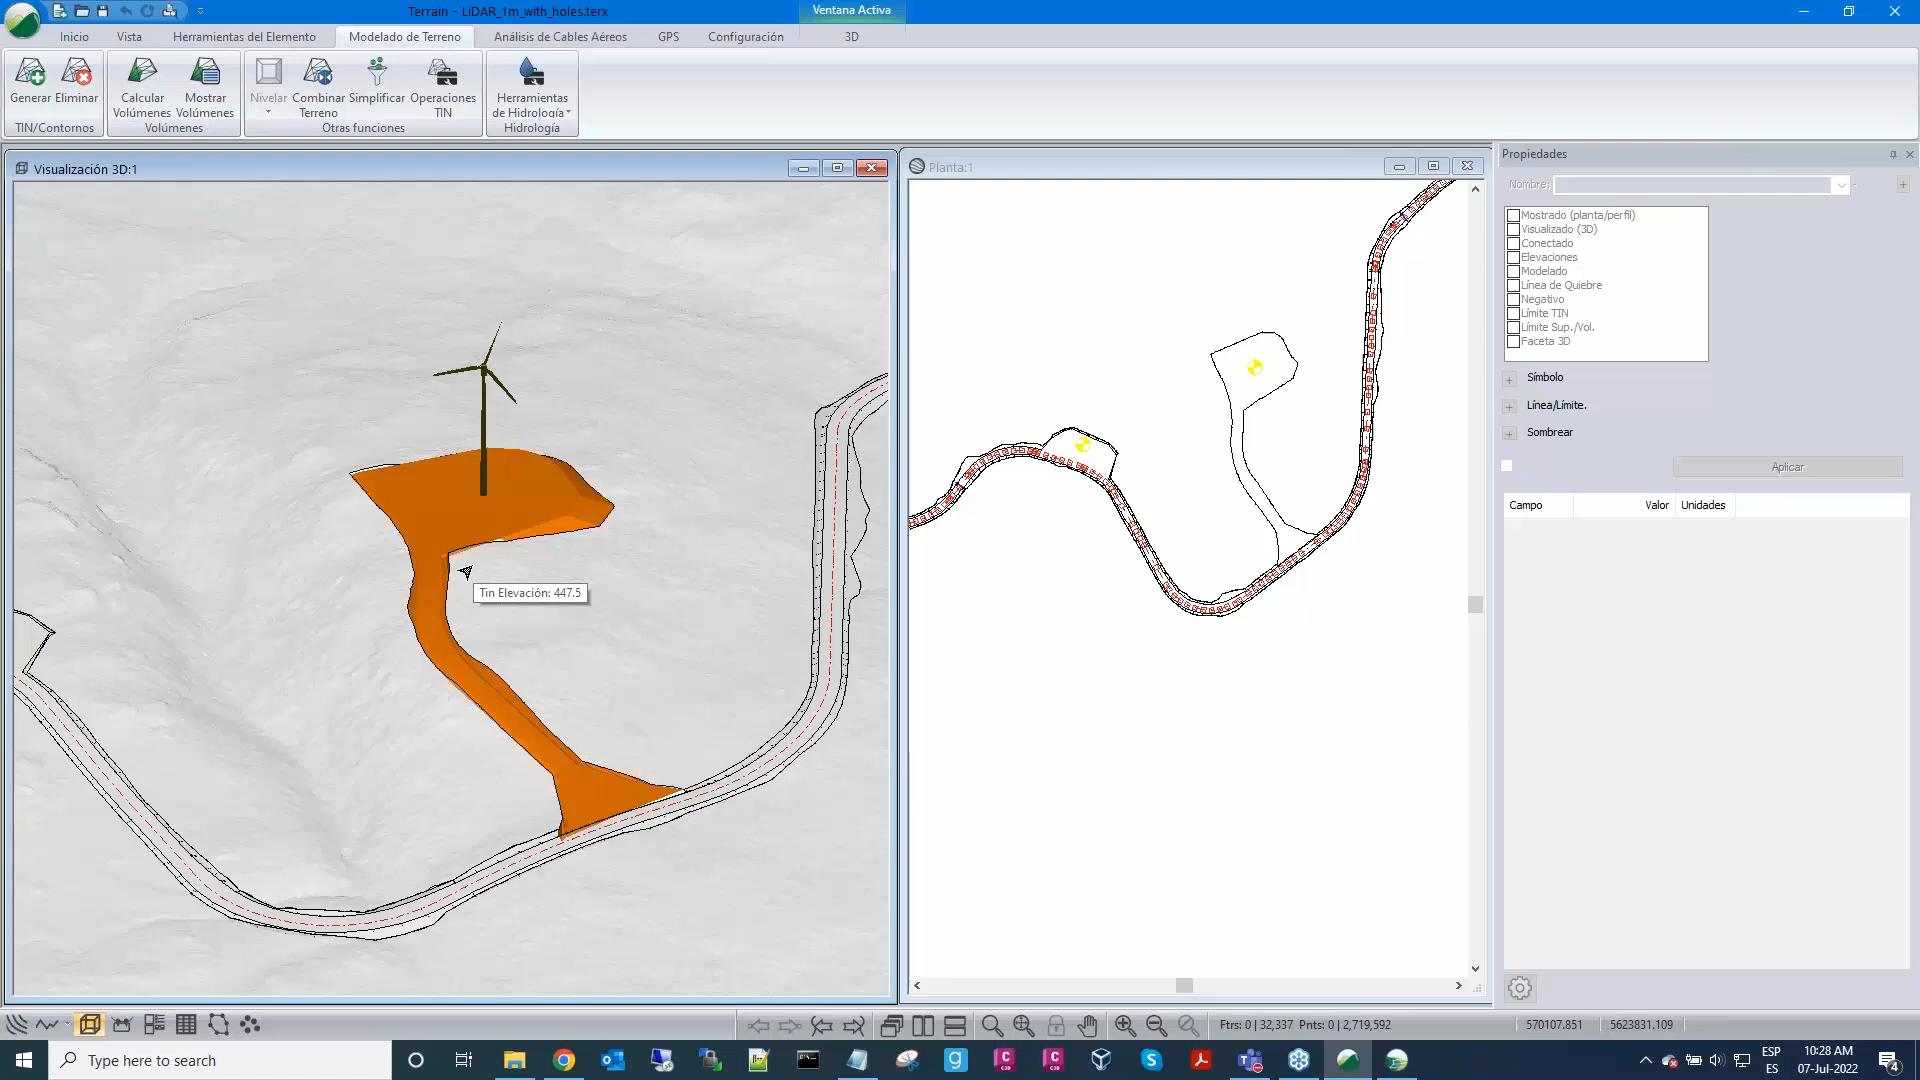 Terrain - LiDAR_1m_with_holes.terx
Ventana Activa
Inicio
Vista
Herramientas del Elemento
Modelado de Terreno
Análisis de Cables Aéreos
GPS
Configuración
3D
Generar
Eliminar
TIN/Contornos
Calcular
Volúmenes
Mostrar
Volúmenes
Volúmenes
Nivelar
Combinar
Terreno
Simplificar
Operaciones
TIN
Otras funciones
Herramientas
de Hidrología
Hidrología
Visualización 3D:1
Tin Elevación: 447.5
Planta:1
Propiedades
Nombre:
Mostrado (planta/perfil)
Visualizado (3D)
Conectado
Elevaciones
Modelado
Línea de Quiebre
Negativo
Límite TIN
Límite Sup./Vol.
Faceta 3D
Símbolo
Línea/Límite.
Sombrear
Aplicar
Campo Valor Unidades
Ftrs: 0 | 32,337 Pnts: 0 | 2,719,592
570107.851
5623831.109
Type here to search
ESP
ES
10:28 AM
07-Jul-2022
4